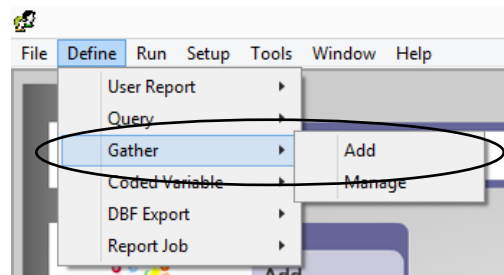 File Define Run Setup Tools Window Help
User Report
Query
Gather
Add
Coded Variable
Manage
DBF Export
Report Job
Add